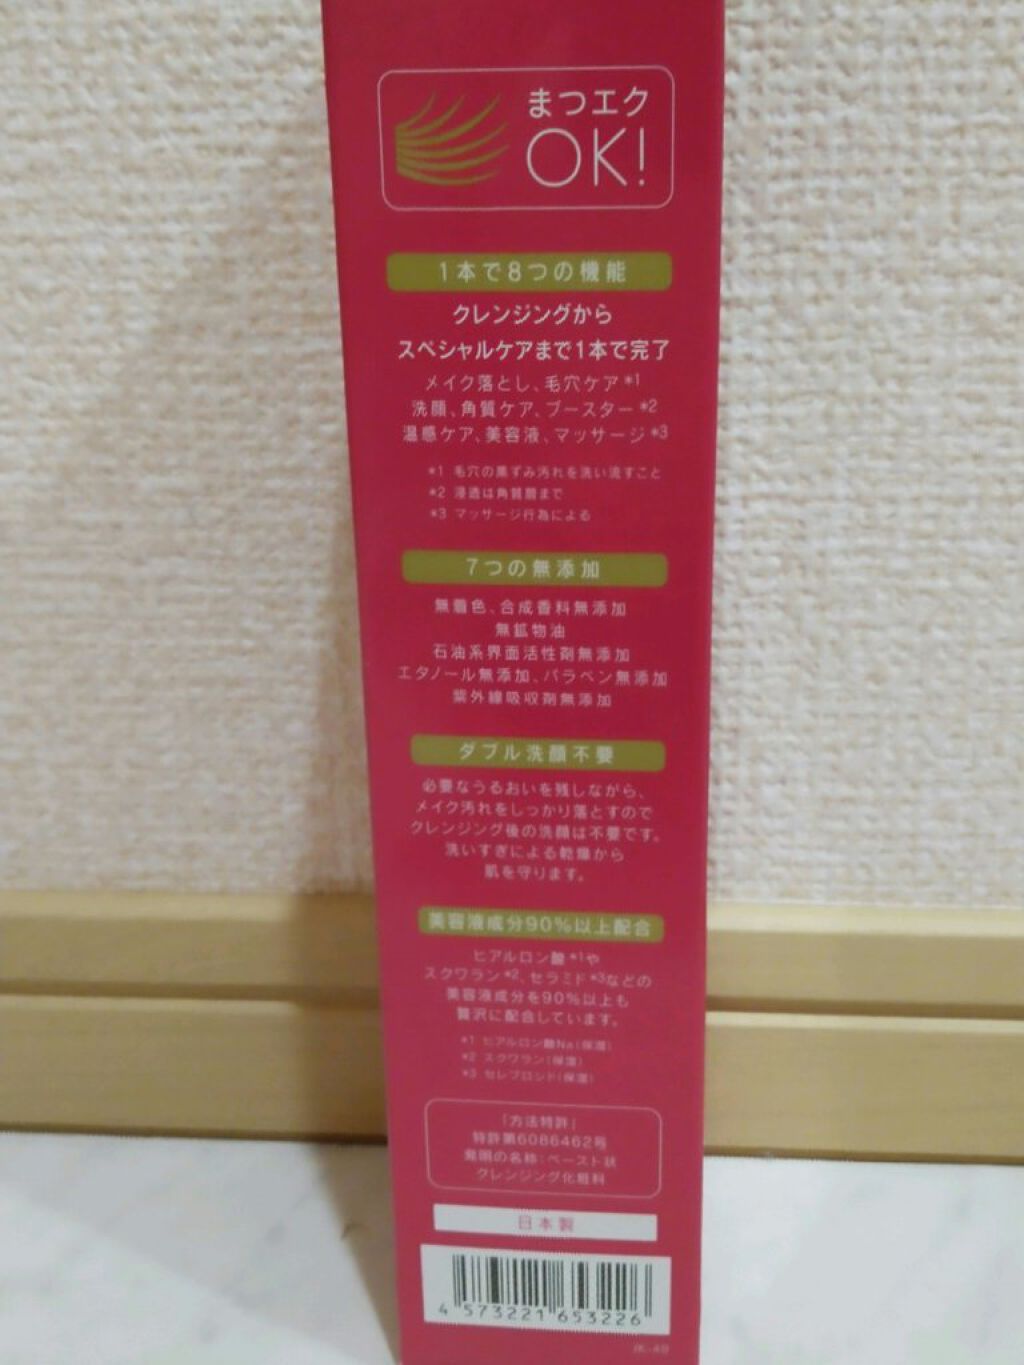 まつエク
OK!
1本で8つの機能
クレンジングから
スペシャルケアまで1本で完了
メイク落とし、毛穴ケア*1
洗顔、角質ケア、ブースター*2
温感ケア、美容液、マッサージ*3
*1 毛穴の黒ずみ汚れを洗い流すこと
*2 浸透は角質層まで
*3 マッサージ行為による
7つの無添加
無着色、合成香料無添加
無鉱物油
石油系界面活性剤無添加
エタノール無添加、パラベン無添加
紫外線吸収剤無添加
ダブル洗顔不要
必要なうるおいを残しながら、
メイク汚れをしっかり落とすので
クレンジング後の洗顔は不要です。
洗いすぎによる乾燥から
肌を守ります。
美容液成分90%以上配合
ヒアルロン酸*1や
スクワラン*2、セラミド*3などの
美容液成分を90%以上も
贅沢に配合しています。
*1 ヒアルロン酸Na(保湿)
*2 スクワラン(保湿)
*3 セレブロシド(保湿)
「方法特許」
特許第6086462号
発明の名称:ペースト状
クレンジング化粧料
日本製
4 573221 653226